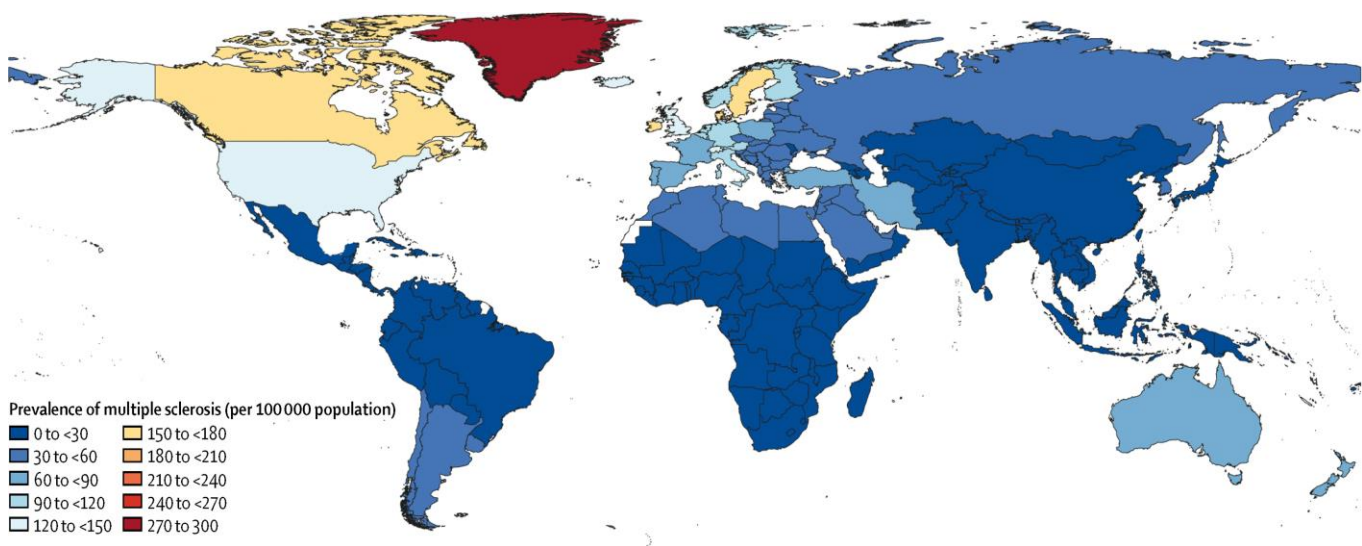 Prevalence of multiple sclerosis (per 100 000 population)
0 to <30
30 to <60
60 to <90
90 to <120
120 to <150
150 to <180
180 to <210
210 to <240
240 to <270
270 to 300